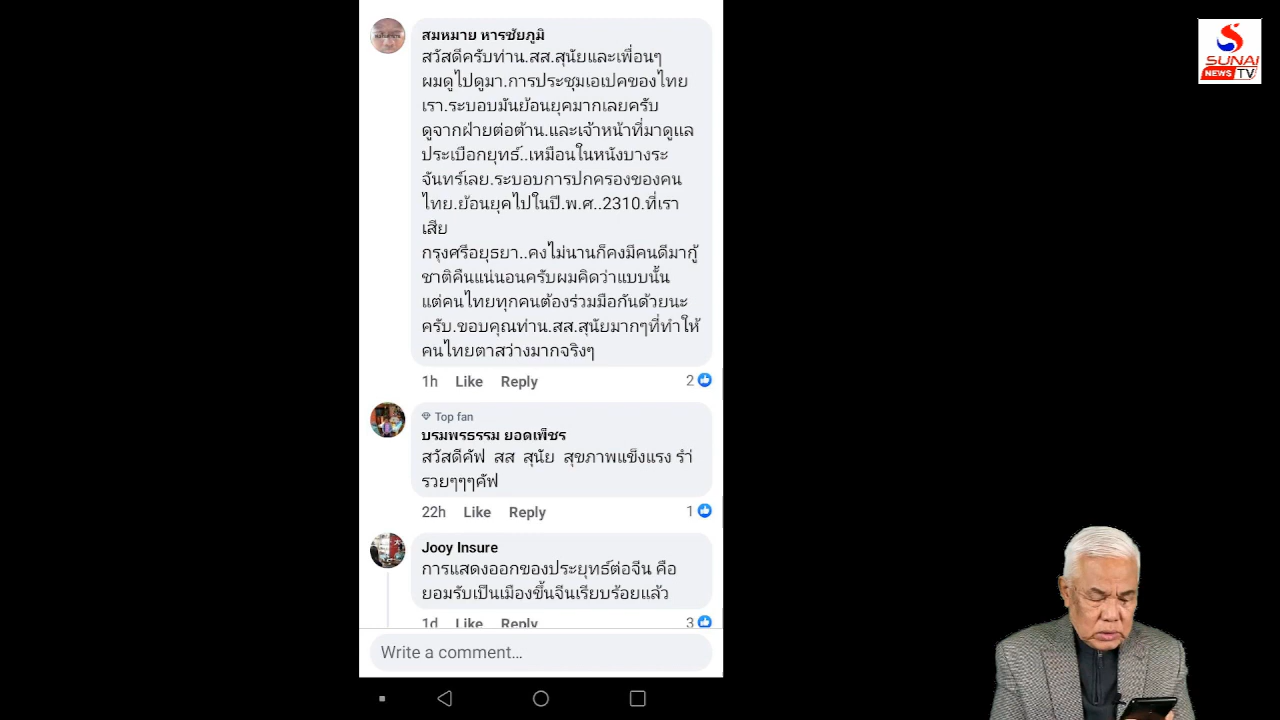 สมหมาย หารชัยภูมิ
สวัสดีครับท่าน.สส.สุนัยและเพื่อนๆ
ผมดูไปดูมา.การประชุมเอเปคของไทย
เรา.ระบอบมันย้อนยุคมากเลยครับ
ดูจากฝ่ายต่อต้าน.และเจ้าหน้าที่มาดูแล
ประเบือกยุทธ์..เหมือนในหนังบางระ
จันทร์เลย.ระบอบการปกครองของคน
ไทย.ย้อนยุคไปในปี.พ.ศ..2310.ที่เรา
เสีย
กรุงศรีอยุธยา..คงไม่นานก็คงมีคนดีมากู้
ชาติคืนแน่นอนครับผมคิดว่าแบบนั้น
แต่คนไทยทุกคนต้องร่วมมือกันด้วยนะ
ครับ.ขอบคุณท่าน.สส.สุนัยมากๆที่ทำให้
คนไทยตาสว่างมากจริงๆ
1h Like Reply 2
Top fan
บรมพรธรรม ยอดเพ็ชร
สวัสดีคัฟ สส สุนัย สุขภาพแข็งแรง ร่ำ
รวยๆๆๆคัฟ
22h Like Reply 1
Jooy Insure
การแสดงออกของประยุทธ์ต่อจีน คือ
ยอมรับเป็นเมืองขึ้นจีนเรียบร้อยแล้ว
1d Like Reply 3
Write a comment…
SUNAI
NEWS TV